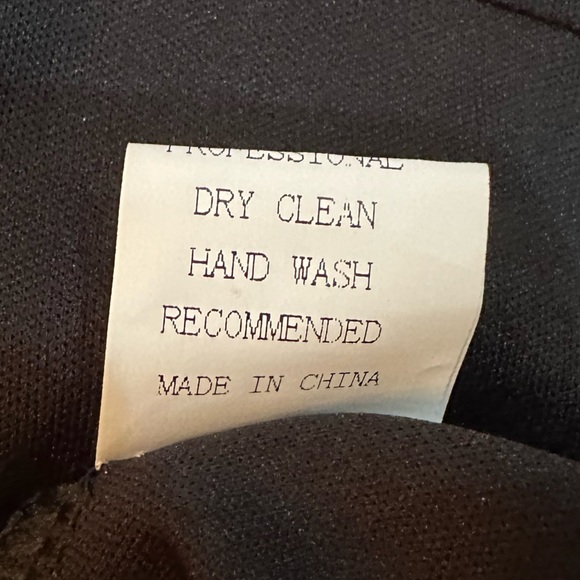 PROFESSIONAL
DRY CLEAN
HAND WASH
RECOMMENDED
MADE IN CHINA